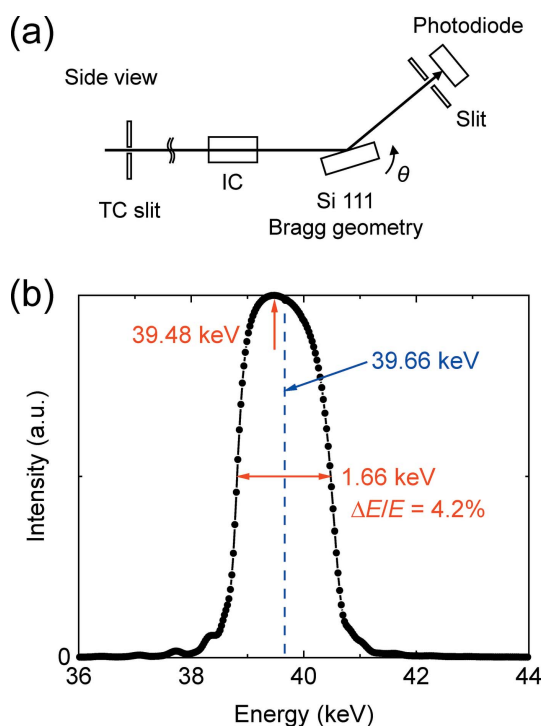 (a)
Photodiode
Side view
Slit
θ
IC
TC slit
Si 111
Bragg geometry
(b)
39.48 keV
39.66 keV
1.66 keV
ΔE/E = 4.2%
Intensity (a.u.)
0
36 38 40 42 44
Energy (keV)